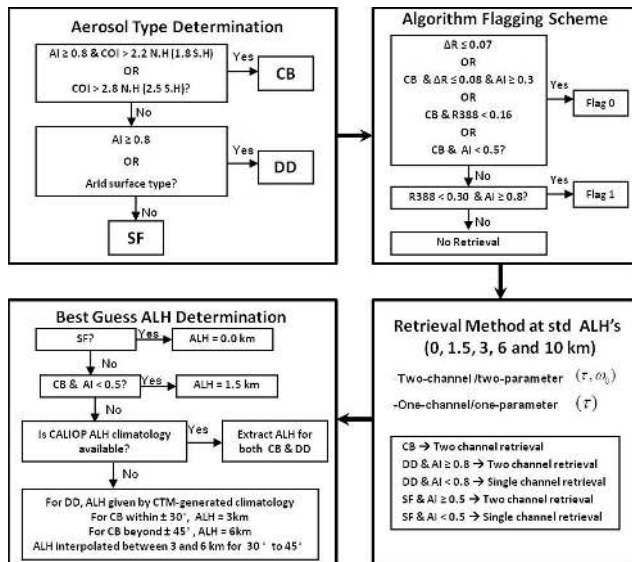 Aerosol Type Determination
AI ≥ 0.8 & COI > 2.2 N.H (1.8 S.H)
OR
COI > 2.8 N.H (2.5 S.H)?
Yes
CB
No
AI ≥ 0.8
OR
Arid surface type?
Yes
DD
No
SF
Algorithm Flagging Scheme
ΔR ≤ 0.07
OR
CB & ΔR ≤ 0.08 & AI ≥ 0.3
OR
CB & R388 < 0.16
OR
CB & AI < 0.5?
Yes
Flag 0
No
R388 < 0.30 & AI ≥ 0.8?
Yes
Flag 1
No
No Retrieval
Best Guess ALH Determination
SF?
Yes
ALH = 0.0 km
No
CB & AI < 0.5?
Yes
ALH = 1.5 km
No
Is CALIOP ALH climatology
available?
Yes
Extract ALH for
both CB & DD
No
For DD, ALH given by CTM-generated climatology
For CB within ± 30°, ALH = 3km
For CB beyond ± 45°, ALH = 6km
ALH interpolated between 3 and 6 km for 30° to 45°
Retrieval Method at std ALH's
(0, 1.5, 3, 6 and 10 km)
-Two-channel/two-parameter (τ, ω₀)
-One-channel/one-parameter (τ)
CB → Two channel retrieval
DD & AI ≥ 0.8 → Two channel retrieval
DD & AI < 0.8 → Single channel retrieval
SF & AI ≥ 0.5 → Two channel retrieval
SF & AI < 0.5 → Single channel retrieval